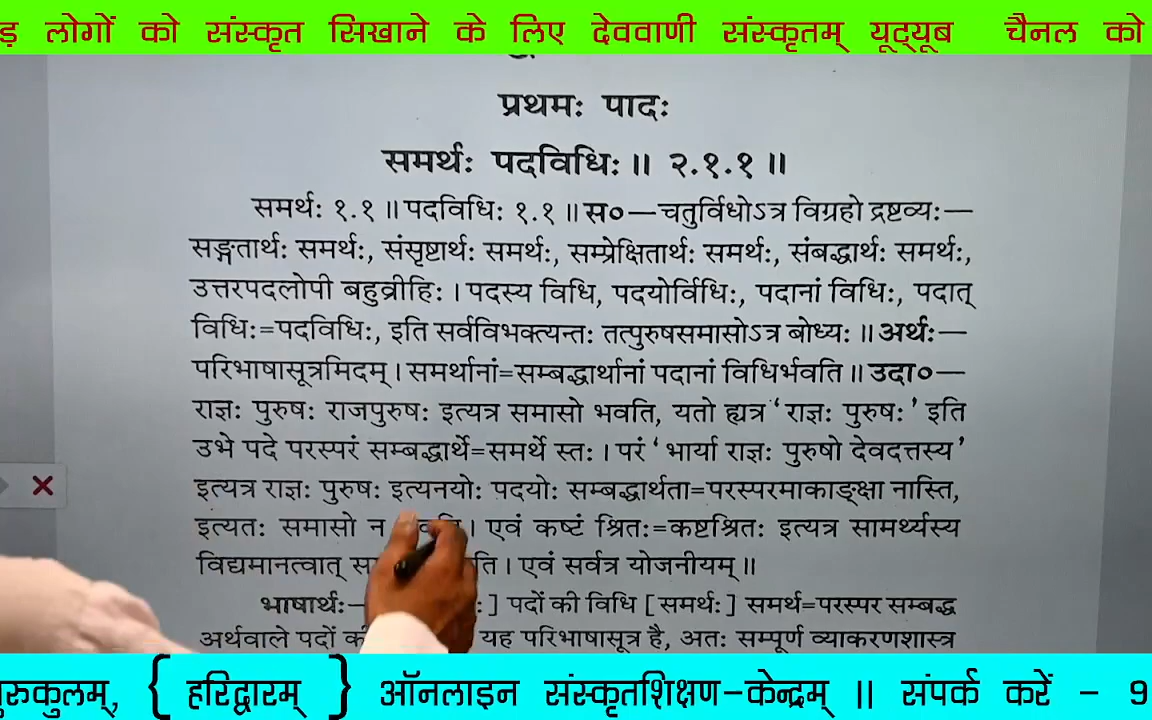 ड़ लोगों को संस्कृत सिखाने के लिए देववाणी संस्कृतम् यूट्यूब चैनल को
प्रथमः पादः
समर्थः पदविधिः॥ २.१.१॥
समर्थः १.१॥ पदविधिः १.१॥ स०—चतुर्विधोऽत्र विग्रहो द्रष्टव्यः—
सङ्गतार्थः समर्थः, संसृष्टार्थः समर्थः, सम्प्रेक्षितार्थः समर्थः, संबद्धार्थः समर्थः,
उत्तरपदलोपी बहुव्रीहिः। पदस्य विधि, पदयोर्विधिः, पदानां विधिः, पदात्
विधिः=पदविधिः, इति सर्वविभक्त्यन्तः तत्पुरुषसमासोऽत्र बोध्यः॥ अर्थः—
परिभाषासूत्रमिदम्। समर्थानां=सम्बद्धार्थानां पदानां विधिर्भवति॥ उदा०—
राज्ञः पुरुषः राजपुरुषः इत्यत्र समासो भवति, यतो ह्यत्र ‘राज्ञः पुरुषः’ इति
उभे पदे परस्परं सम्बद्धार्थे=समर्थे स्तः। परं ‘भार्या राज्ञः पुरुषो देवदत्तस्य’
इत्यत्र राज्ञः पुरुषः इत्यनयोः पदयोः सम्बद्धार्थता=परस्परमाकाङ्क्षा नास्ति,
इत्यतः समासो न । एवं कष्टं श्रितः=कष्टश्रितः इत्यत्र सामर्थ्यस्य
विद्यमानत्वात् स ति। एवं सर्वत्र योजनीयम्॥
भाषार्थः— ः] पदों की विधि [समर्थः] समर्थ=परस्पर सम्बद्ध
अर्थवाले पदों की यह परिभाषासूत्र है, अतः सम्पूर्ण व्याकरणशास्त्र
रुकुलम्, { हरिद्वारम् } ऑनलाइन संस्कृतशिक्षण-केन्द्रम् ॥ संपर्क करें - 9